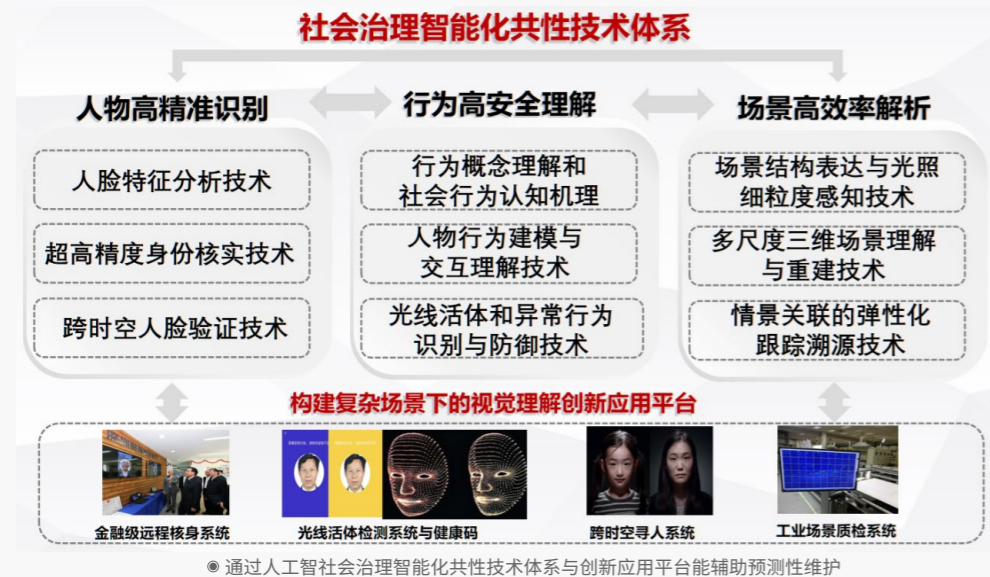 社会治理智能化共性技术体系
人物高精准识别
行为高安全理解
场景高效率解析
人脸特征分析技术
超高精度身份核实技术
跨时空人脸验证技术
行为概念理解和
社会行为认知机理
人物行为建模与
交互理解技术
光线活体和异常行为
识别与防御技术
场景结构表达与光照
细粒度感知技术
多尺度三维场景理解
与重建技术
情景关联的弹性化
跟踪溯源技术
构建复杂场景下的视觉理解创新应用平台
金融级远程核身系统
光线活体检测系统与健康码
跨时空寻人系统
工业场景质检系统
◉ 通过人工智社会治理智能化共性技术体系与创新应用平台能辅助预测性维护